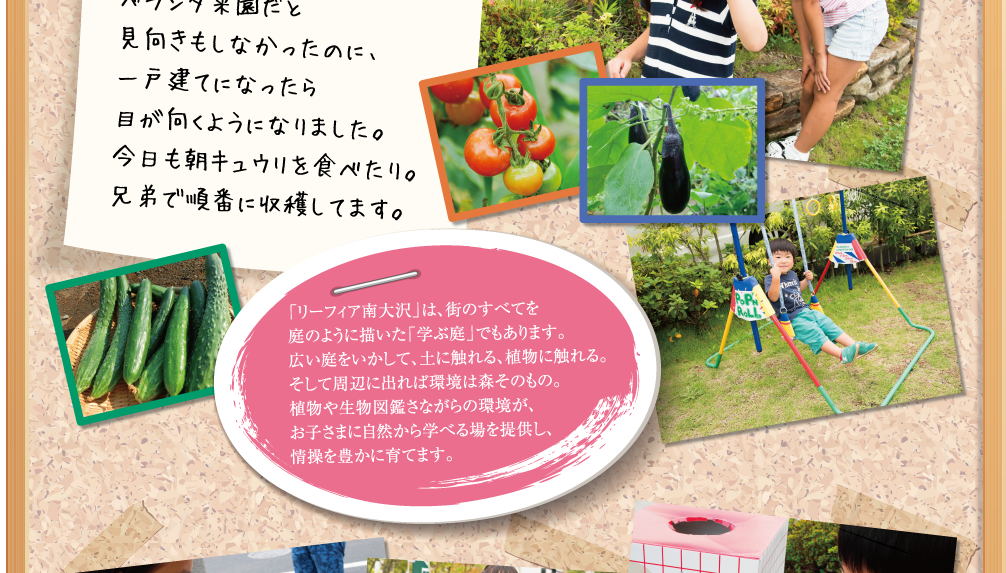 ベランダ菜園だと
見向きもしなかったのに、
一戸建てになったら
目が向くようになりました。
今日も朝キュウリを食べたり。
兄弟で順番に収穫してます。
「リーフィア南大沢」は、街のすべてを
庭のように描いた「学ぶ庭」でもあります。
広い庭をいかして、土に触れる、植物に触れる。
そして周辺に出れば環境は森そのもの。
植物や生物図鑑さながらの環境が、
お子さまに自然から学べる場を提供し、
情操を豊かに育てます。
PoP'N
RoLL